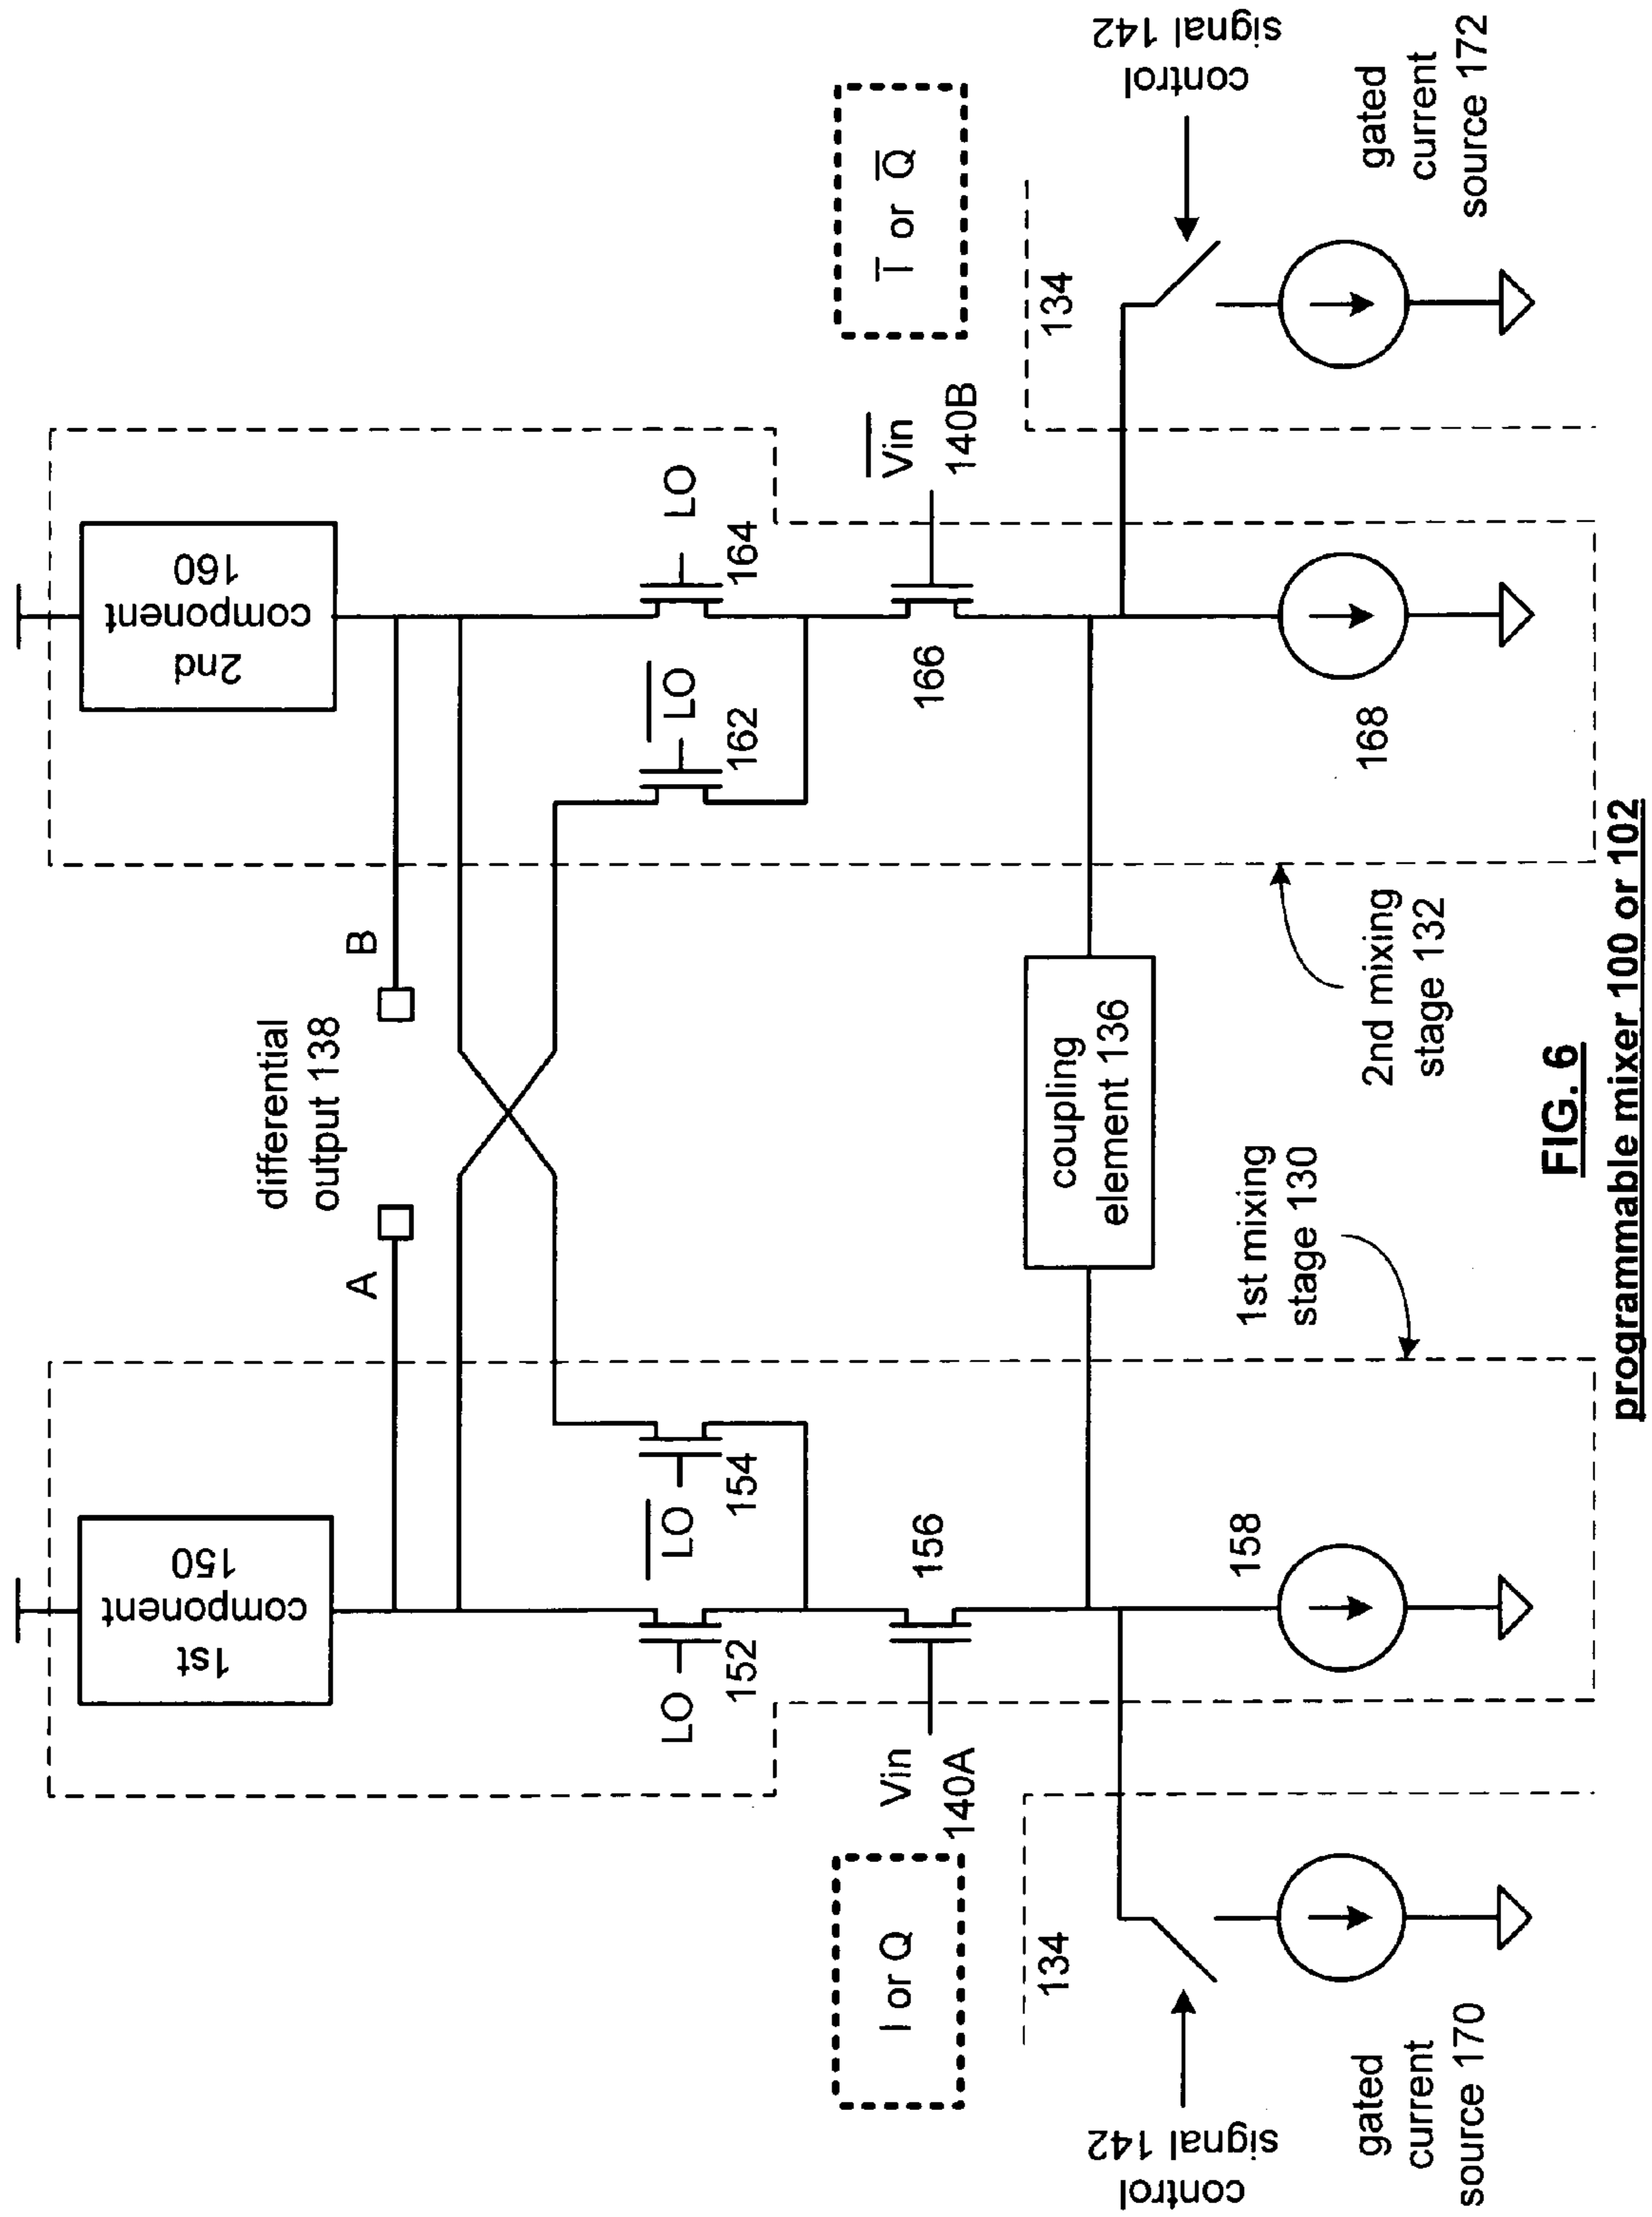 1st
component
150
2nd
component
160
differential
output 138
A
B
LO
152
L̅O̅
154
L̅O̅
162
LO
164
I or Q
Vin
140A
156
166
V̅i̅n̅
140B
I̅ or Q̅
134
134
control
signal 142
control
signal 142
coupling
element 136
gated
current
source 170
158
1st mixing
stage 130
2nd mixing
stage 132
168
gated
current
source 172
FIG. 6
programmable mixer 100 or 102